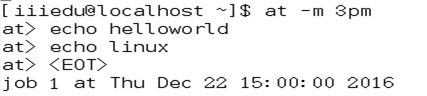 [iiiedu@localhost ~]$ at -m 3pm
at> echo helloworld
at> echo linux
at> <EOT>
job 1 at Thu Dec 22 15:00:00 2016